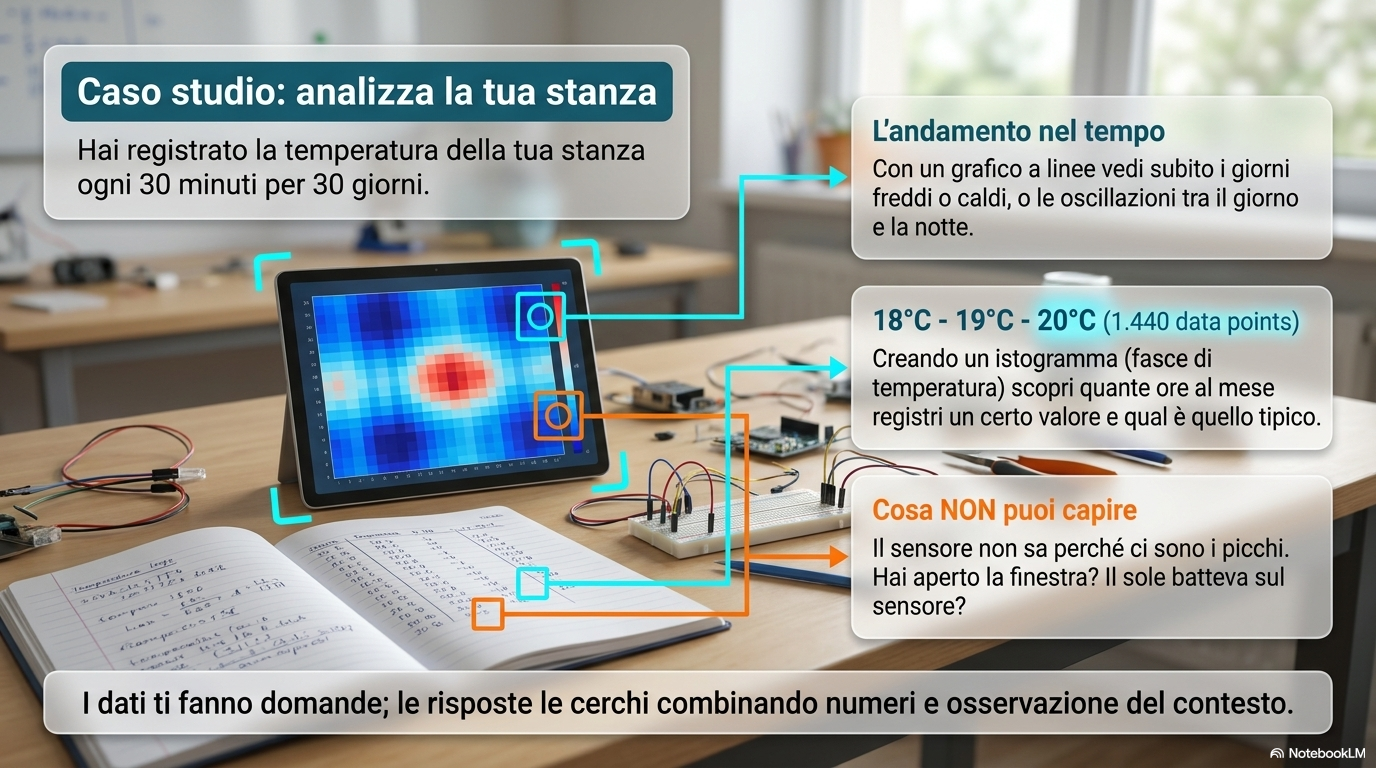 Caso studio: analizza la tua stanza
Hai registrato la temperatura della tua stanza
ogni 30 minuti per 30 giorni.
L'andamento nel tempo
Con un grafico a linee vedi subito i giorni
freddi o caldi, o le oscillazioni tra il giorno
e la notte.
18°C - 19°C - 20°C (1.440 data points)
Creando un istogramma (fasce di
temperatura) scopri quante ore al mese
registri un certo valore e qual è quello tipico.
Cosa NON puoi capire
Il sensore non sa perché ci sono i picchi.
Hai aperto la finestra? Il sole batteva sul
sensore?
I dati ti fanno domande; le risposte le cerchi combinando numeri e osservazione del contesto.
NotebookLM